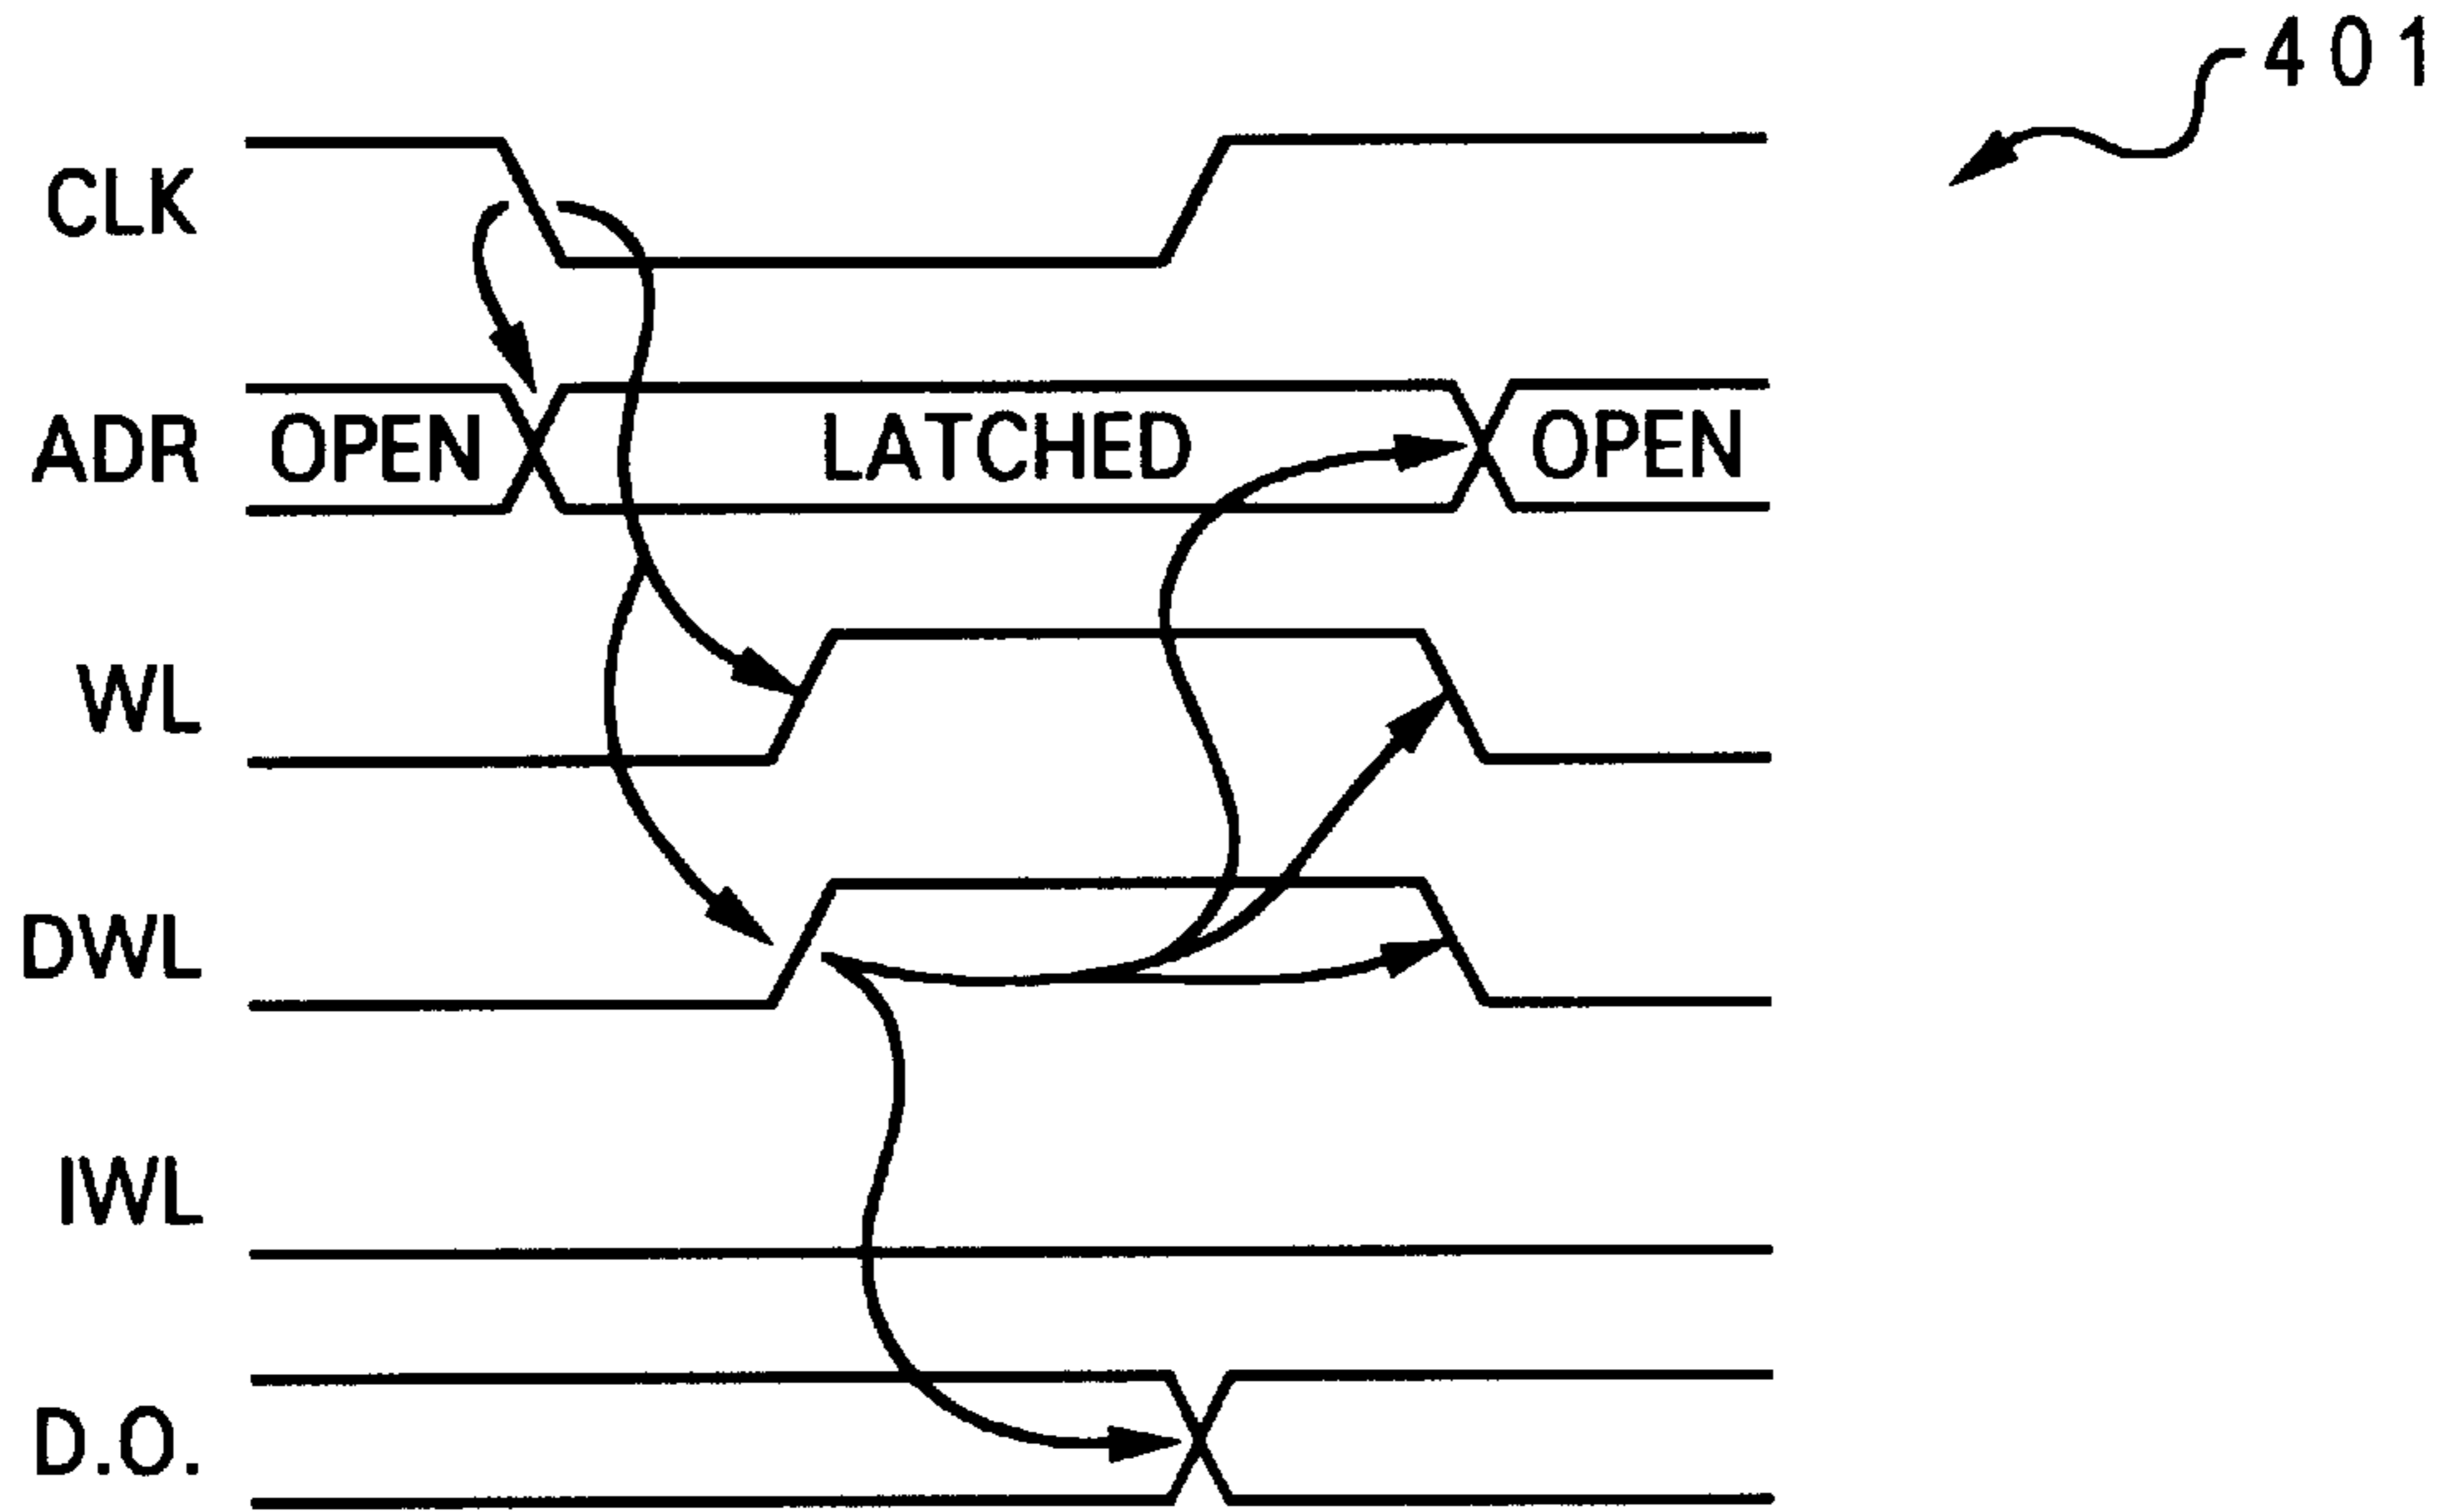 401
CLK
ADR OPEN LATCHED OPEN
WL
DWL
IWL
D.O.